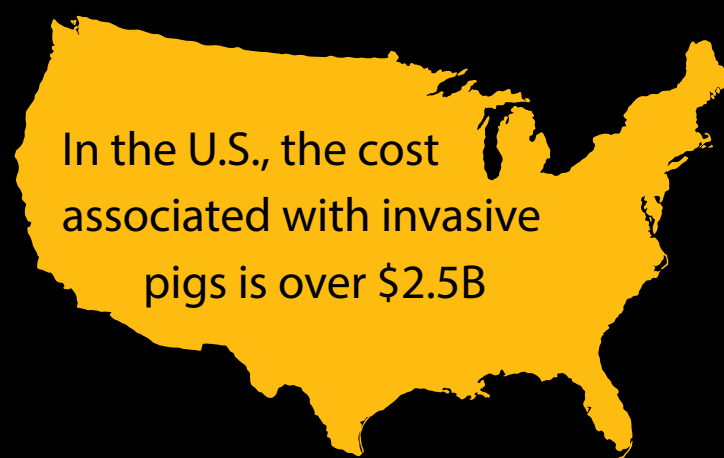 In the U.S., the cost
associated with invasive
pigs is over $2.5B